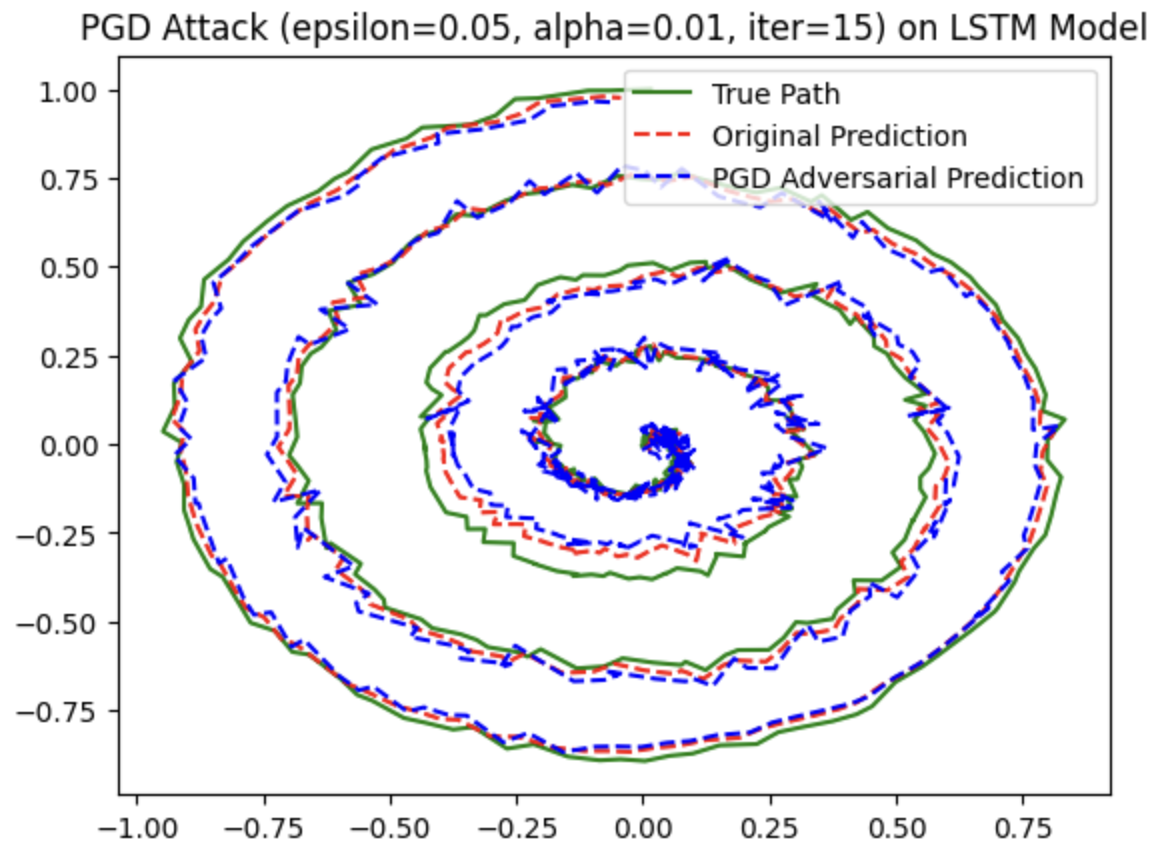 PGD Attack (epsilon=0.05, alpha=0.01, iter=15) on LSTM Model
True Path
Original Prediction
PGD Adversarial Prediction
1.00
0.75
0.50
0.25
0.00
−0.25
−0.50
−0.75
−1.00 −0.75 −0.50 −0.25 0.00 0.25 0.50 0.75